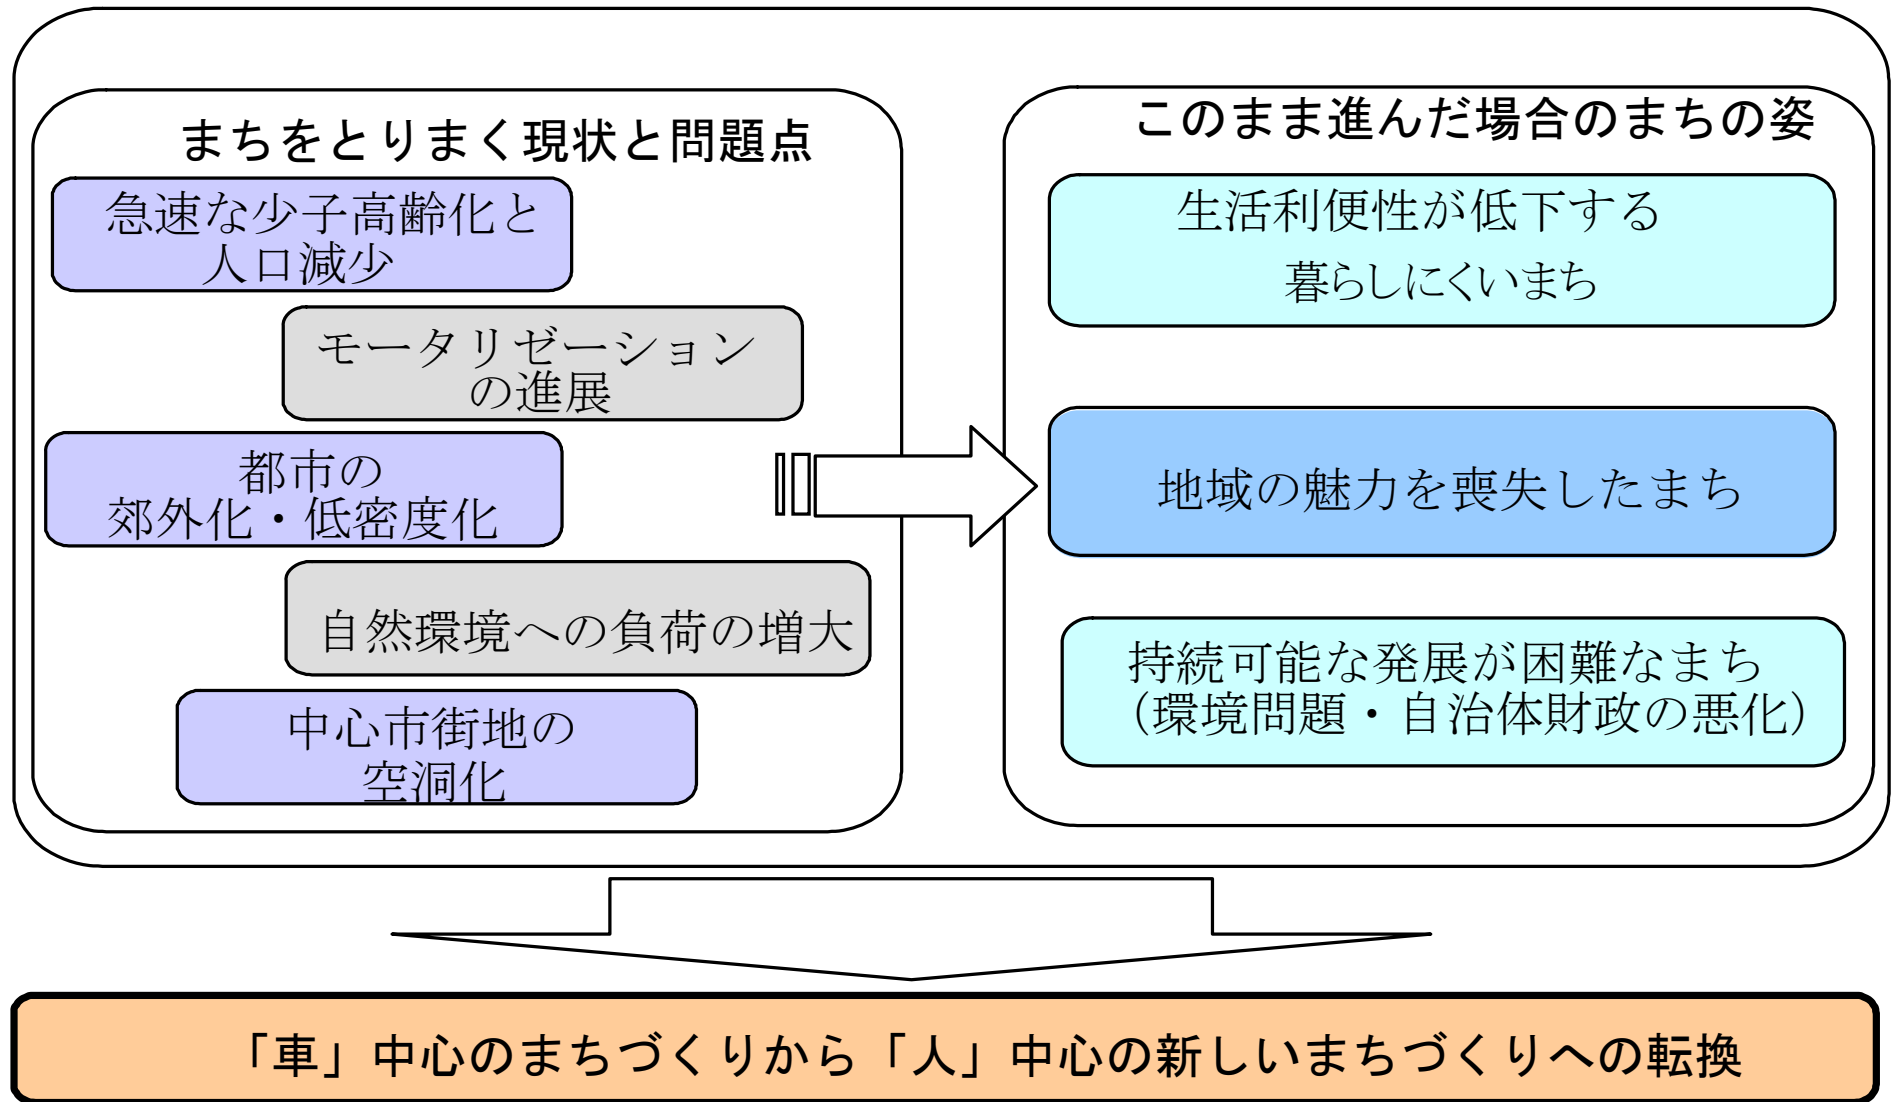 まちをとりまく現状と問題点
急速な少子高齢化と
人口減少
モータリゼーション
の進展
都市の
郊外化・低密度化
自然環境への負荷の増大
中心市街地の
空洞化
このまま進んだ場合のまちの姿
生活利便性が低下する
暮らしにくいまち
地域の魅力を喪失したまち
持続可能な発展が困難なまち
（環境問題・自治体財政の悪化）
「車」中心のまちづくりから「人」中心の新しいまちづくりへの転換